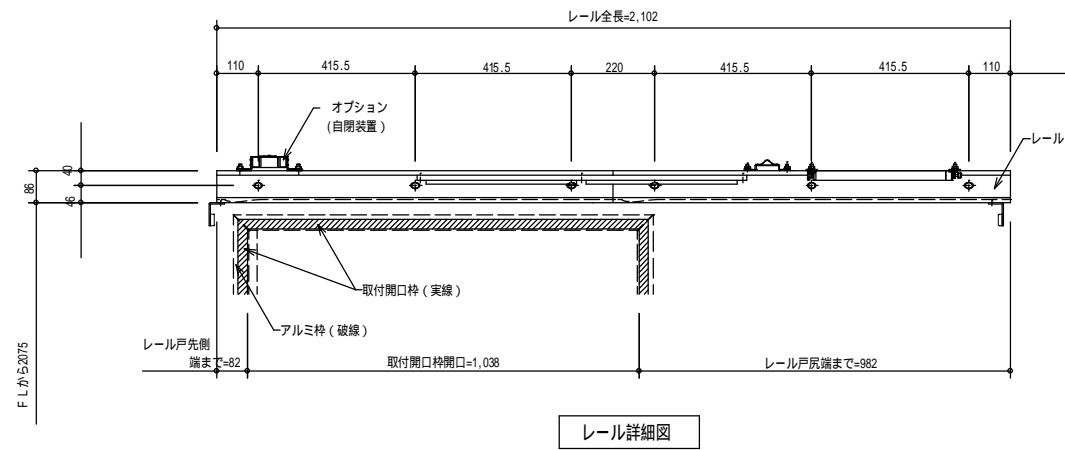 レール全長=2,102
110
415.5
415.5
220
415.5
415.5
110
オプション
(自閉装置)
レール
40
86
46
取付開口枠(実線)
アルミ枠(破線)
レール戸先側
端まで=82
取付開口枠開口=1,038
レール戸尻端まで=982
FLから2075
レール詳細図